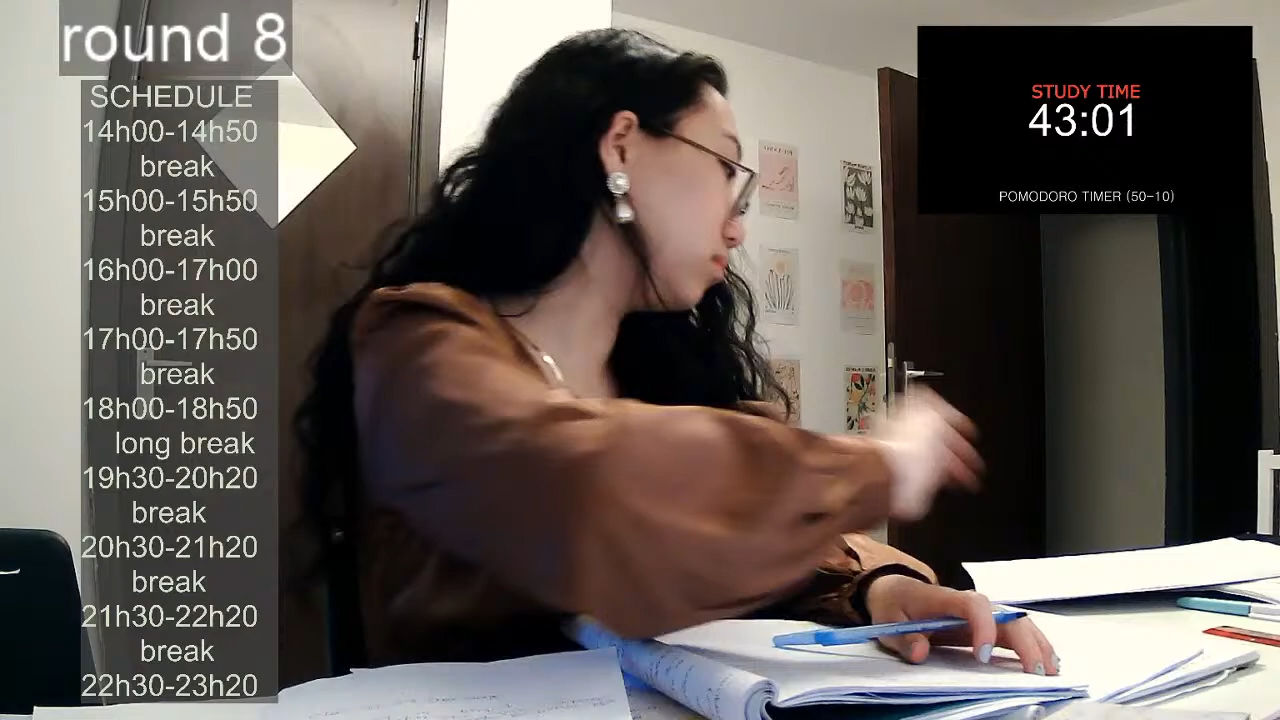 round 8
SCHEDULE
14h00-14h50
break
15h00-15h50
break
16h00-17h00
break
17h00-17h50
break
18h00-18h50
long break
19h30-20h20
break
20h30-21h20
break
21h30-22h20
break
22h30-23h20
STUDY TIME
43:01
POMODORO TIMER (50-10)